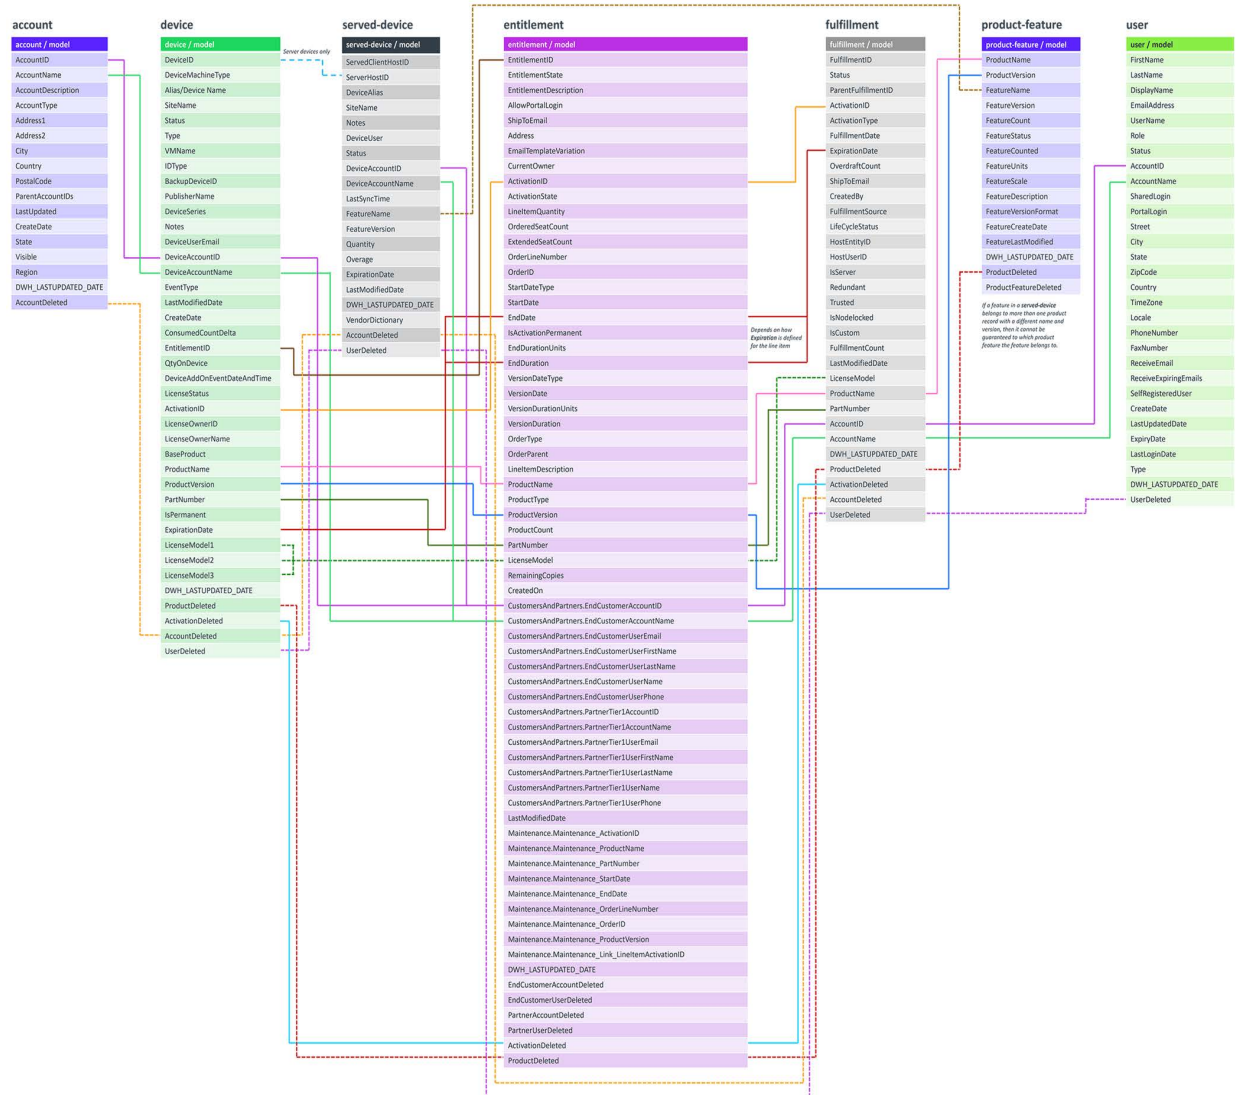 account
account / model
AccountID
AccountName
AccountDescription
AccountType
Address1
Address2
City
Country
PostalCode
ParentAccountIDs
LastUpdated
CreateDate
State
Visible
Region
DWH_LASTUPDATED_DATE
AccountDeleted
device
device / model
DeviceID
DeviceMachineType
Alias/Device Name
SiteName
Status
Type
VMName
IDType
BackupDeviceID
PublisherName
DeviceSeries
Notes
DeviceUserEmail
DeviceAccountID
DeviceAccountName
EventType
LastModifiedDate
CreateDate
ConsumedCountDelta
EntitlementID
QtyOnDevice
DeviceAddOnEventDateAndTime
LicenseStatus
ActivationID
LicenseOwnerID
LicenseOwnerName
BaseProduct
ProductName
ProductVersion
PartNumber
IsPermanent
ExpirationDate
LicenseModel1
LicenseModel2
LicenseModel3
DWH_LASTUPDATED_DATE
ProductDeleted
ActivationDeleted
AccountDeleted
UserDeleted
Server devices only
served-device
served-device / model
ServedClientHostID
ServerHostID
DeviceAlias
SiteName
Notes
DeviceUser
Status
DeviceAccountID
DeviceAccountName
LastSyncTime
FeatureName
FeatureVersion
Quantity
Overage
ExpirationDate
LastModifiedDate
DWH_LASTUPDATED_DATE
VendorDictionary
AccountDeleted
UserDeleted
entitlement
entitlement / model
EntitlementID
EntitlementState
EntitlementDescription
AllowPortalLogin
ShipToEmail
Address
EmailTemplateVariation
CurrentOwner
ActivationID
ActivationState
LineItemQuantity
OrderedSeatCount
ExtendedSeatCount
OrderLineNumber
OrderID
StartDateType
StartDate
EndDate
IsActivationPermanent
EndDurationUnits
EndDuration
VersionDateType
VersionDate
VersionDurationUnits
VersionDuration
OrderType
OrderParent
LineItemDescription
ProductName
ProductType
ProductVersion
ProductCount
PartNumber
LicenseModel
RemainingCopies
CreatedOn
CustomersAndPartners.EndCustomerAccountID
CustomersAndPartners.EndCustomerAccountName
CustomersAndPartners.EndCustomerUserEmail
CustomersAndPartners.EndCustomerUserFirstName
CustomersAndPartners.EndCustomerUserLastName
CustomersAndPartners.EndCustomerUserName
CustomersAndPartners.EndCustomerUserPhone
CustomersAndPartners.PartnerTier1AccountID
CustomersAndPartners.PartnerTier1AccountName
CustomersAndPartners.PartnerTier1UserEmail
CustomersAndPartners.PartnerTier1UserFirstName
CustomersAndPartners.PartnerTier1UserLastName
CustomersAndPartners.PartnerTier1UserName
CustomersAndPartners.PartnerTier1UserPhone
LastModifiedDate
Maintenance.Maintenance_ActivationID
Maintenance.Maintenance_ProductName
Maintenance.Maintenance_PartNumber
Maintenance.Maintenance_StartDate
Maintenance.Maintenance_EndDate
Maintenance.Maintenance_OrderLineNumber
Maintenance.Maintenance_OrderID
Maintenance.Maintenance_ProductVersion
Maintenance.Maintenance_Link_LineItemActivationID
DWH_LASTUPDATED_DATE
EndCustomerAccountDeleted
EndCustomerUserDeleted
PartnerAccountDeleted
PartnerUserDeleted
ActivationDeleted
ProductDeleted
Depends on how
Expiration is defined
for the line item
fulfillment
fulfillment / model
FulfillmentID
Status
ParentFulfillmentID
ActivationID
ActivationType
FulfillmentDate
ExpirationDate
OverdraftCount
ShipToEmail
CreatedBy
FulfillmentSource
LifeCycleStatus
HostEntityID
HostUserID
IsServer
Redundant
Trusted
IsNodelocked
IsCustom
FulfillmentCount
LastModifiedDate
LicenseModel
ProductName
PartNumber
AccountID
AccountName
DWH_LASTUPDATED_DATE
ProductDeleted
ActivationDeleted
AccountDeleted
UserDeleted
product-feature
product-feature / model
ProductName
ProductVersion
FeatureName
FeatureVersion
FeatureCount
FeatureStatus
FeatureCounted
FeatureUnits
FeatureScale
FeatureDescription
FeatureVersionFormat
FeatureCreateDate
FeatureLastModified
DWH_LASTUPDATED_DATE
ProductDeleted
ProductFeatureDeleted
If a feature in a served-device
belongs to more than one product
record with a different name and
version, then it cannot be
guaranteed to which product
feature the feature belongs to.
user
user / model
FirstName
LastName
DisplayName
EmailAddress
UserName
Role
Status
AccountID
AccountName
SharedLogin
PortalLogin
Street
City
State
ZipCode
Country
TimeZone
Locale
PhoneNumber
FaxNumber
ReceiveEmail
ReceiveExpiringEmails
SelfRegisteredUser
CreateDate
LastUpdatedDate
ExpiryDate
LastLoginDate
Type
DWH_LASTUPDATED_DATE
UserDeleted